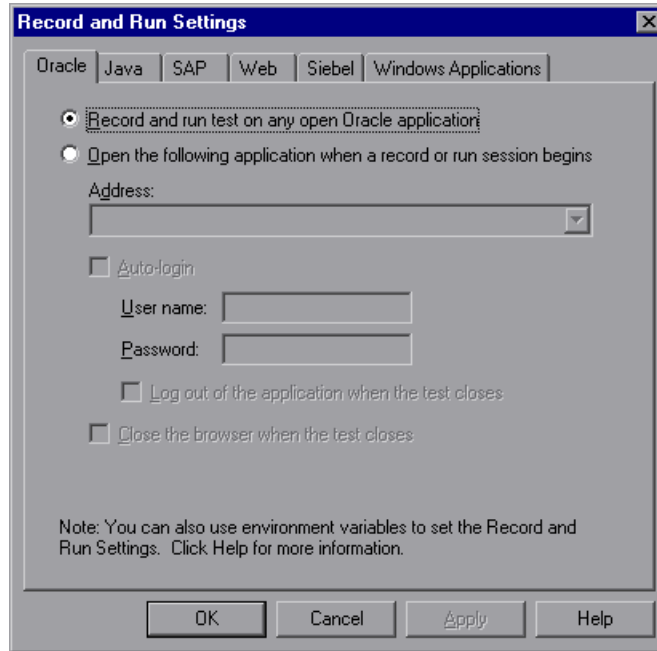 Record and Run Settings
Oracle Java SAP Web Siebel Windows Applications
Record and run test on any open Oracle application
Open the following application when a record or run session begins
Address:
Auto-login
User name:
Password:
Log out of the application when the test closes
Close the browser when the test closes
Note: You can also use environment variables to set the Record and
Run Settings. Click Help for more information.
OK Cancel Apply Help